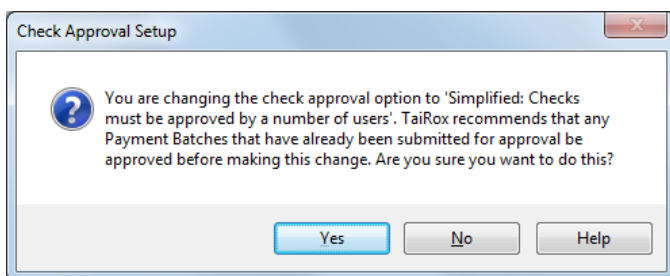 Check Approval Setup
You are changing the check approval option to 'Simplified: Checks
must be approved by a number of users'. TaiRox recommends that any
Payment Batches that have already been submitted for approval be
approved before making this change. Are you sure you want to do this?
Yes No Help